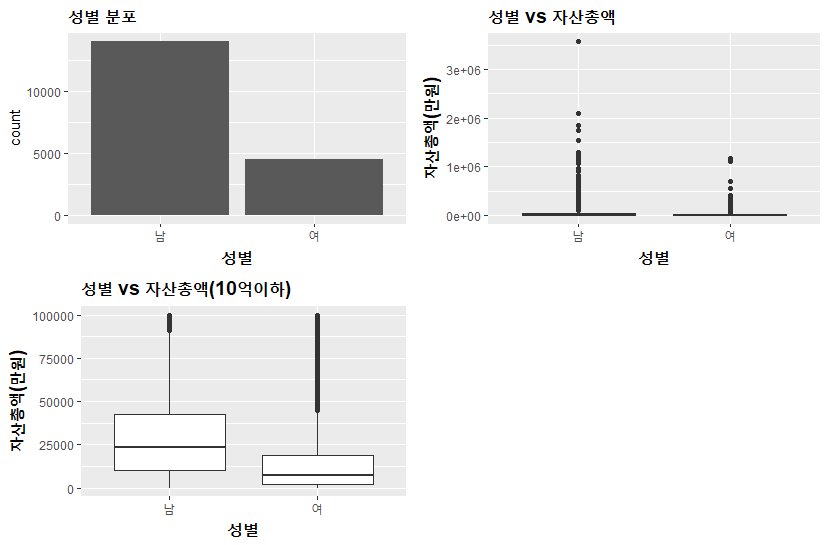 성별 분포
count
10000
5000
0
남 여
성별
성별 vs 자산총액
자산총액(만원)
3e+06
2e+06
1e+06
0e+00
남 여
성별
성별 vs 자산총액(10억이하)
자산총액(만원)
100000
75000
50000
25000
0
남 여
성별